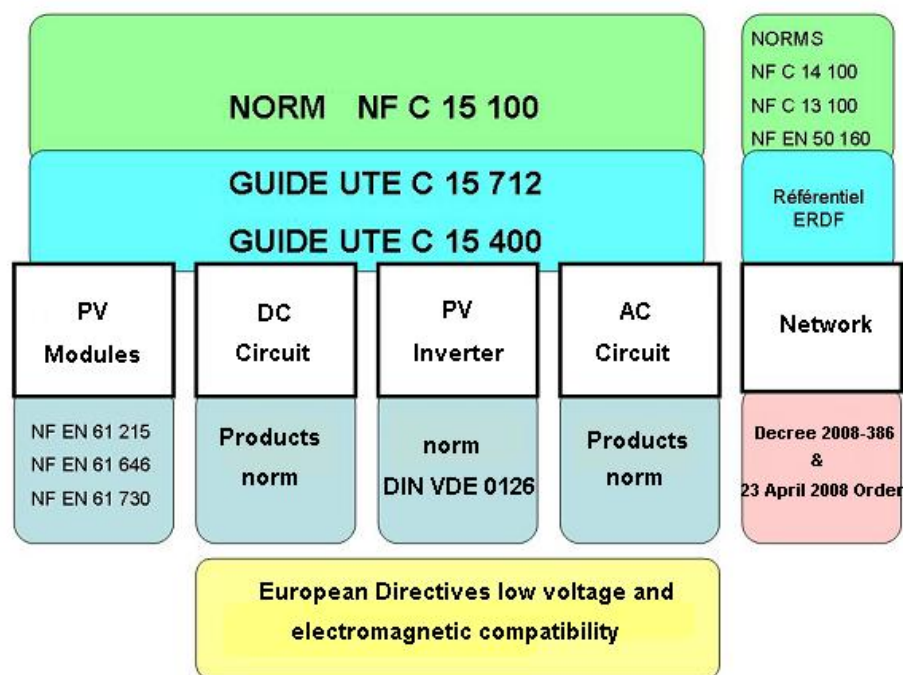 NORM NF C 15 100
NORMS
NF C 14 100
NF C 13 100
NF EN 50 160
GUIDE UTE C 15 712
GUIDE UTE C 15 400
Référentiel
ERDF
PV
Modules
DC
Circuit
PV
Inverter
AC
Circuit
Network
NF EN 61 215
NF EN 61 646
NF EN 61 730
Products
norm
norm
DIN VDE 0126
Products
norm
Decree 2008-386
&
23 April 2008 Order
European Directives low voltage and
electromagnetic compatibility